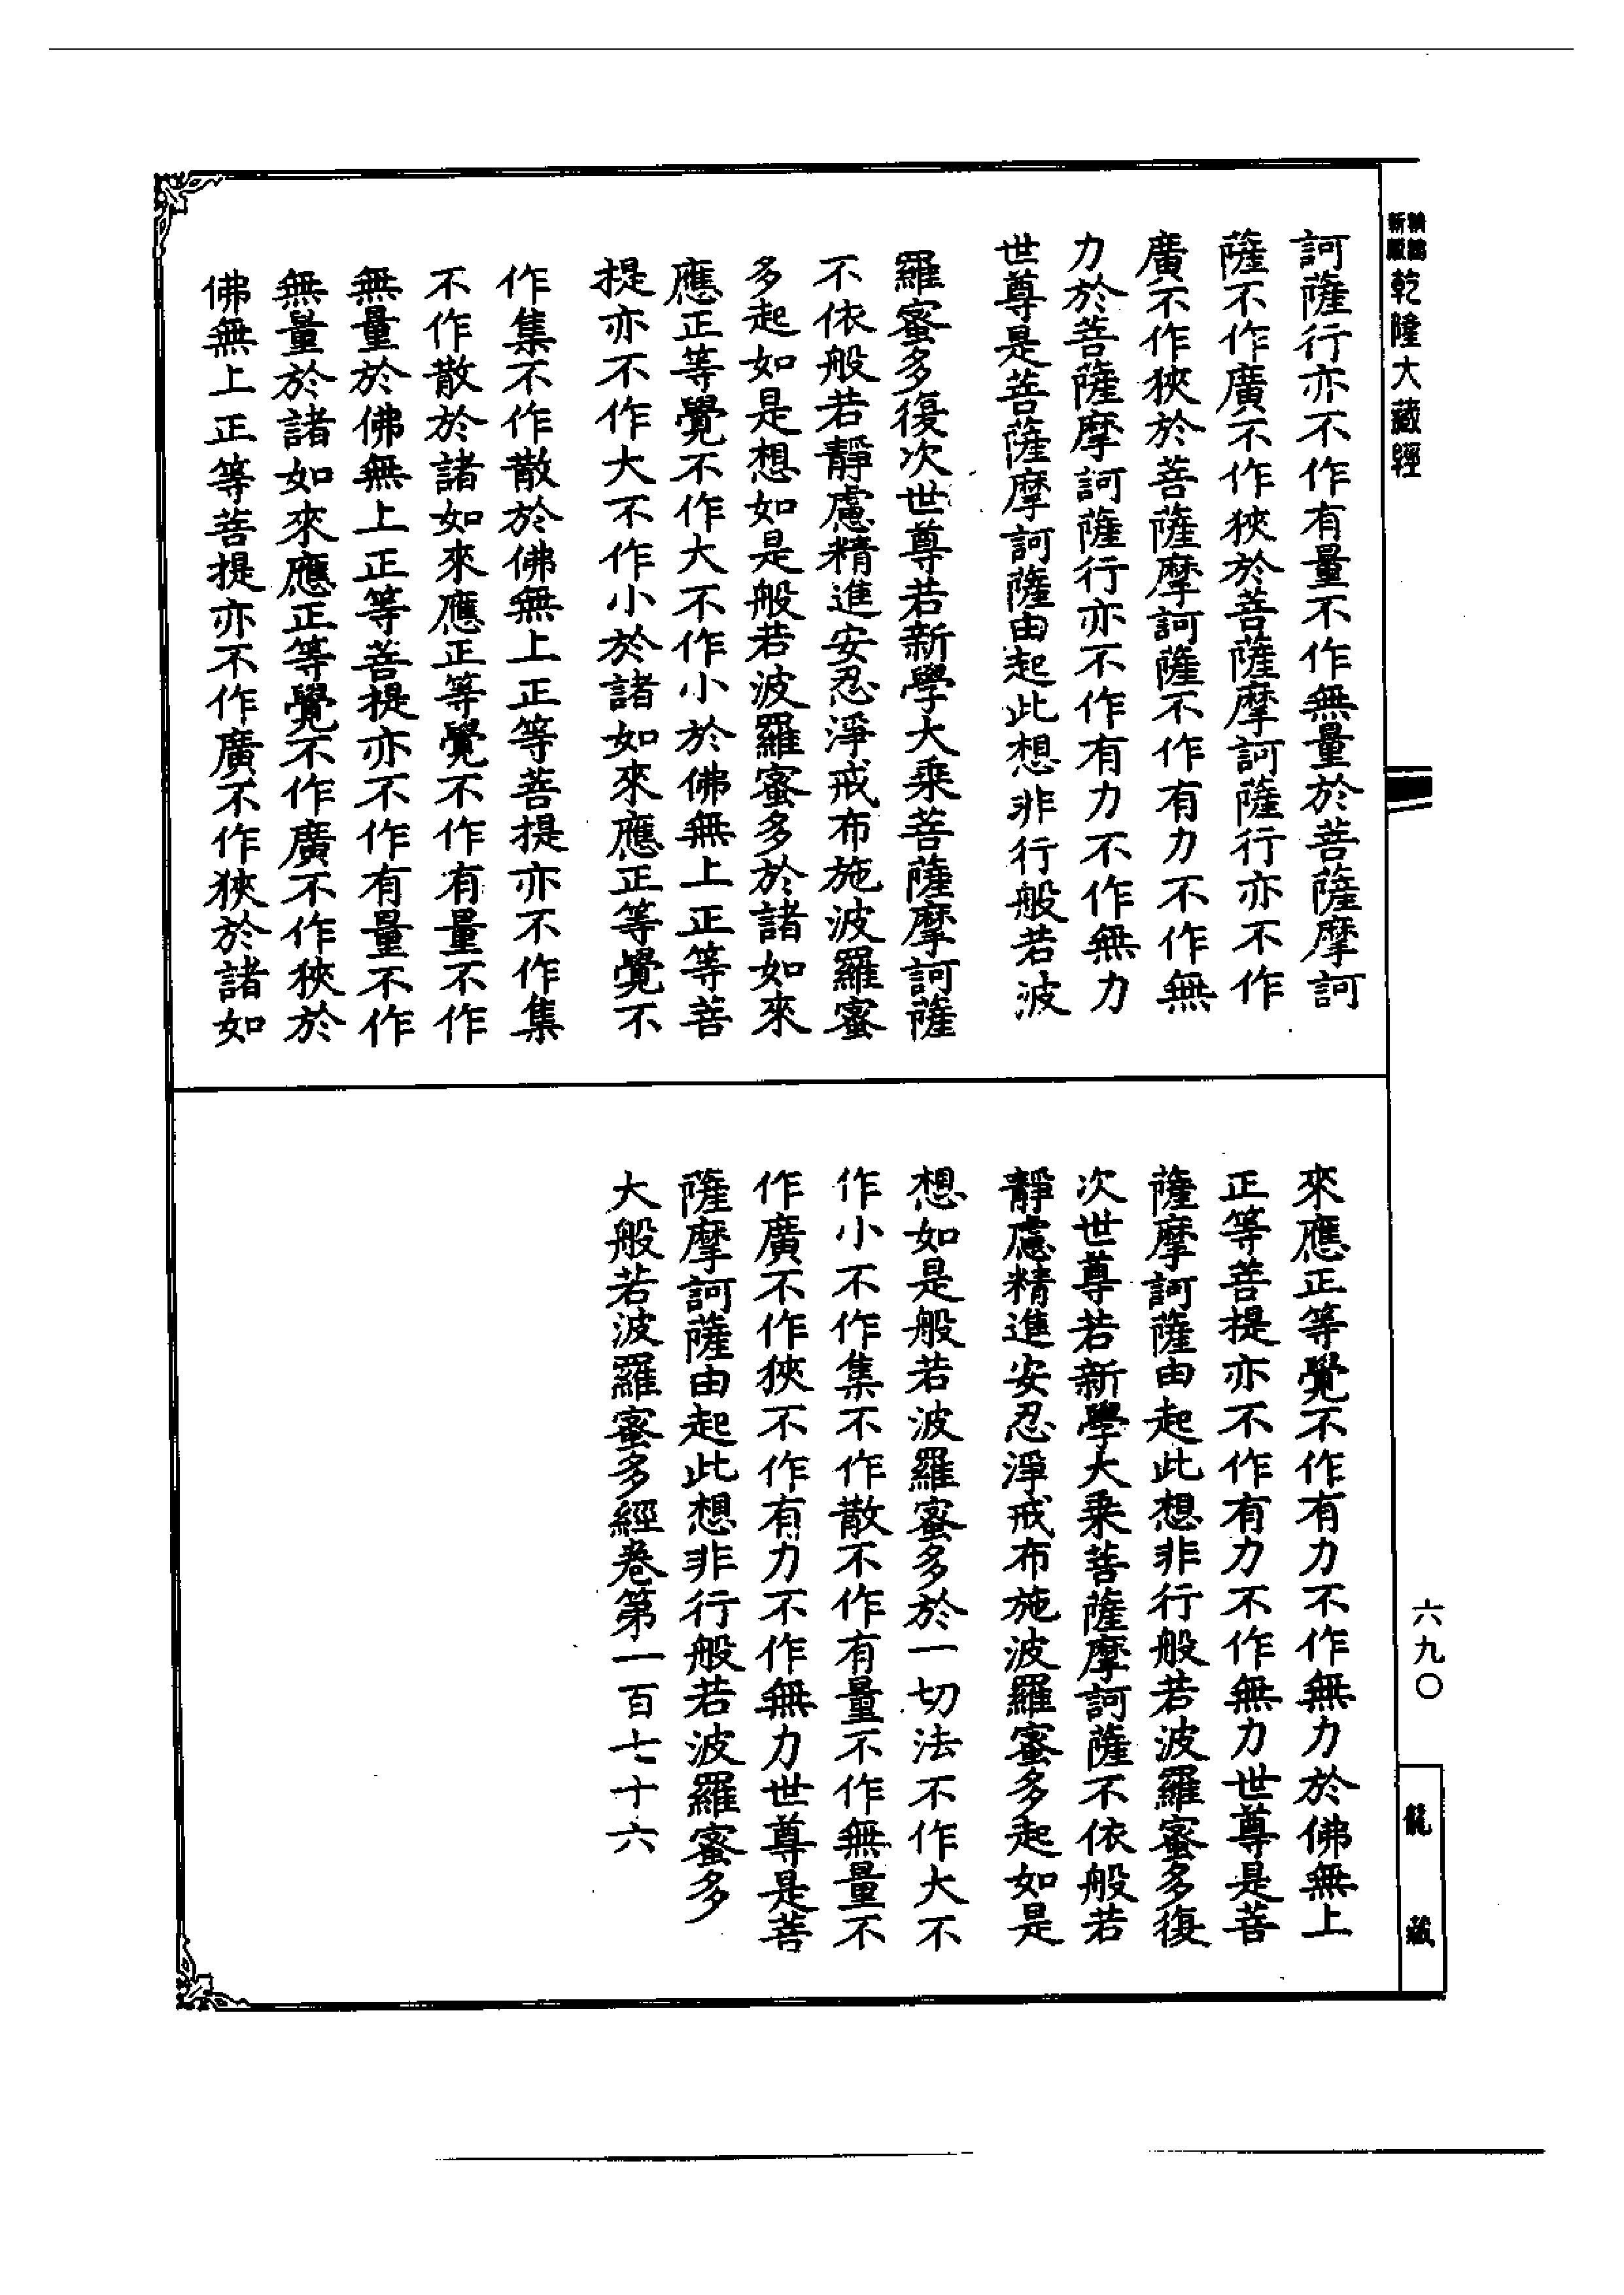 新版
乾隆大藏經
訶薩行亦不作有量不作無量於菩薩摩訶
薩不作廣不作狹於菩薩摩訶薩行亦不作
廣不作狹於菩薩摩訶薩不作有力不作無
力於菩薩摩訶薩行亦不作有力不作無力
世尊是菩薩摩訶薩由起此想非行般若波
羅蜜多復次世尊若新學大乘菩薩摩訶薩
不依般若靜慮精進安忍淨戒布施波羅蜜
多起如是想如是般若波羅蜜多於諸如來
應正等覺不作大不作小於佛無上正等菩
提亦不作大不作小於諸如來應正等覺不
作集不作散於佛無上正等菩提亦不作集
不作散於諸如來應正等覺不作有量不作
無量於佛無上正等菩提亦不作有量不作
無量於諸如來應正等覺不作廣不作狹於
佛無上正等菩提亦不作廣不作狹於諸如
來應正等覺不作有力不作無力於佛無上
正等菩提亦不作有力不作無力世尊是菩
薩摩訶薩由起此想非行般若波羅蜜多復
次世尊若新學大乘菩薩摩訶薩不依般若
靜慮精進安忍淨戒布施波羅蜜多起如是
想如是般若波羅蜜多於一切法不作大不
作小不作集不作散不作有量不作無量不
作廣不作狹不作有力不作無力世尊是菩
薩摩訶薩由起此想非行般若波羅蜜多
大般若波羅蜜多經卷第一百七十六
六九〇
龍藏